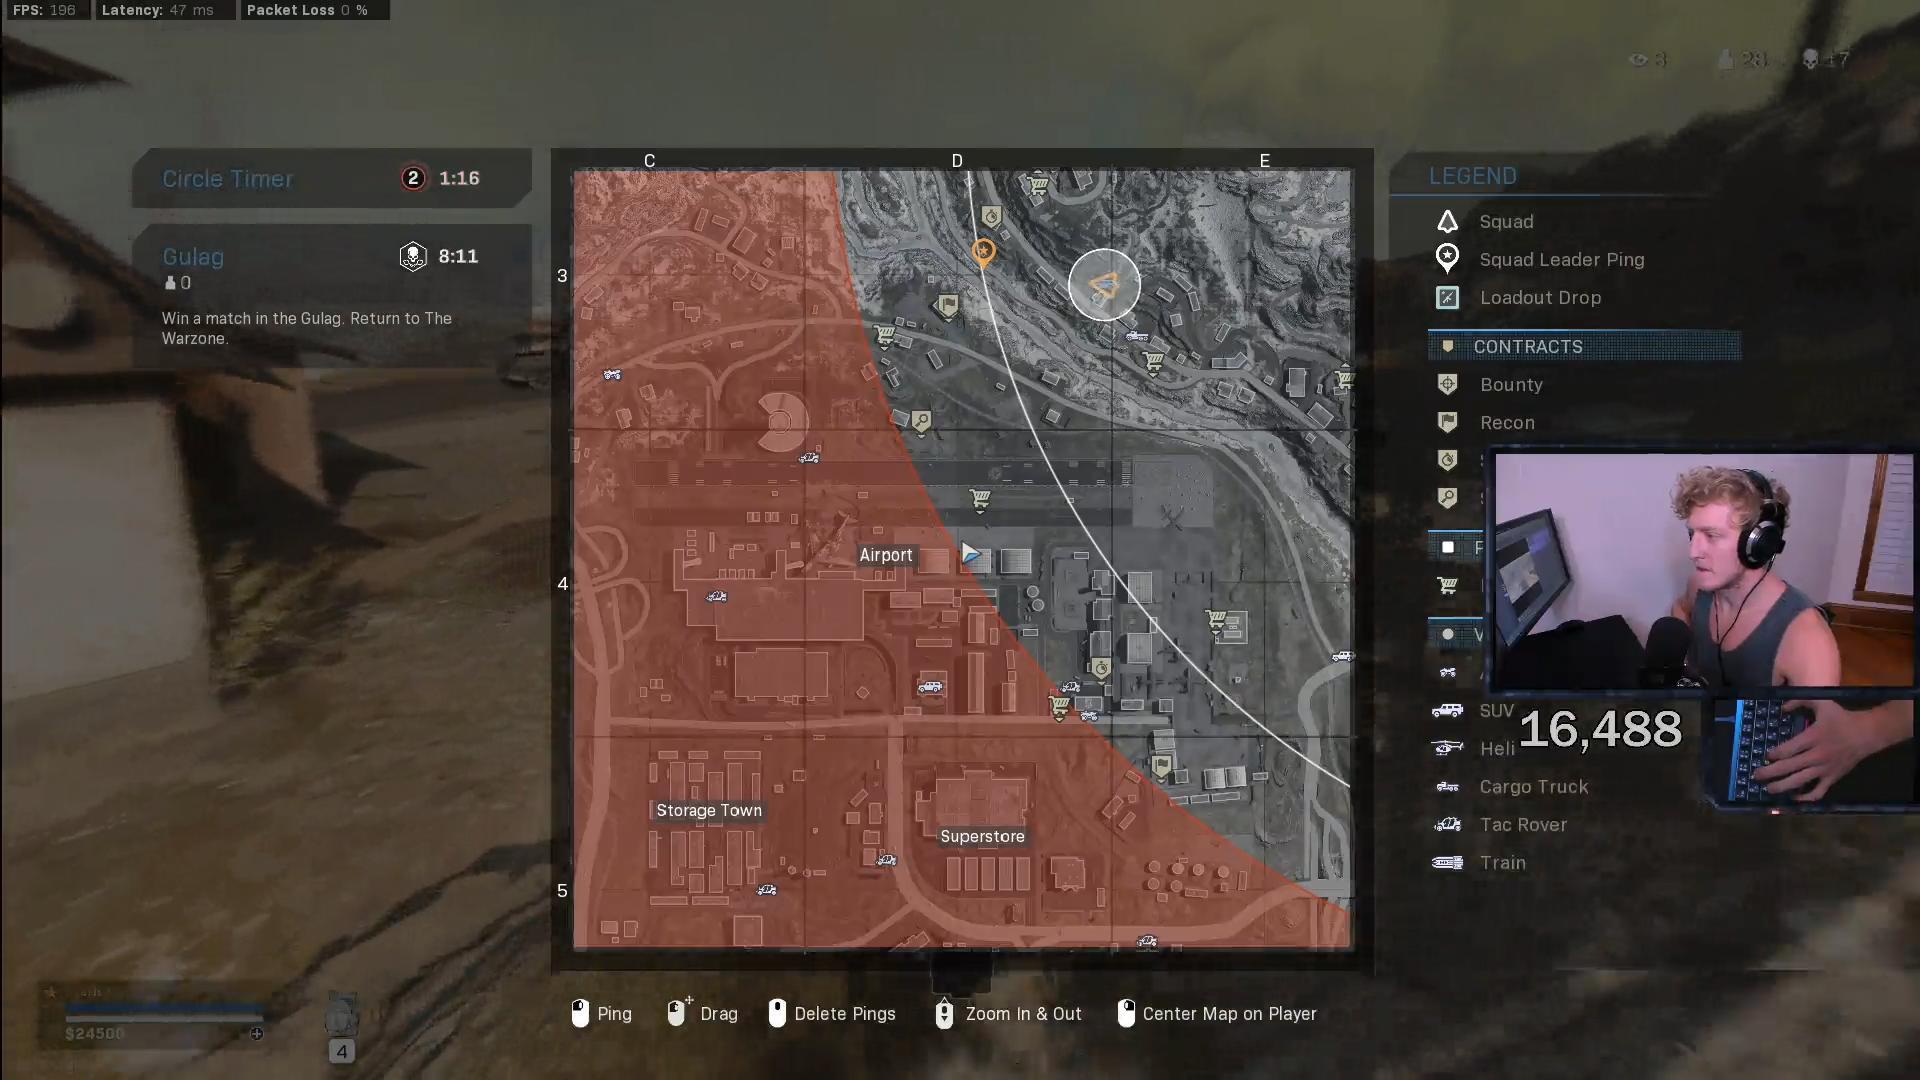 FPS: 196 Latency: 47 ms Packet Loss 0 %
3 28 17
Circle Timer 2 1:16
Gulag 8:11
0
Win a match in the Gulag. Return to The
Warzone.
C D E
3
4
5
Airport
Storage Town
Superstore
LEGEND
Squad
Squad Leader Ping
Loadout Drop
CONTRACTS
Bounty
Recon
SUV
Heli
16,488
Cargo Truck
Tac Rover
Train
$24500
4
Ping Drag Delete Pings Zoom In & Out Center Map on Player